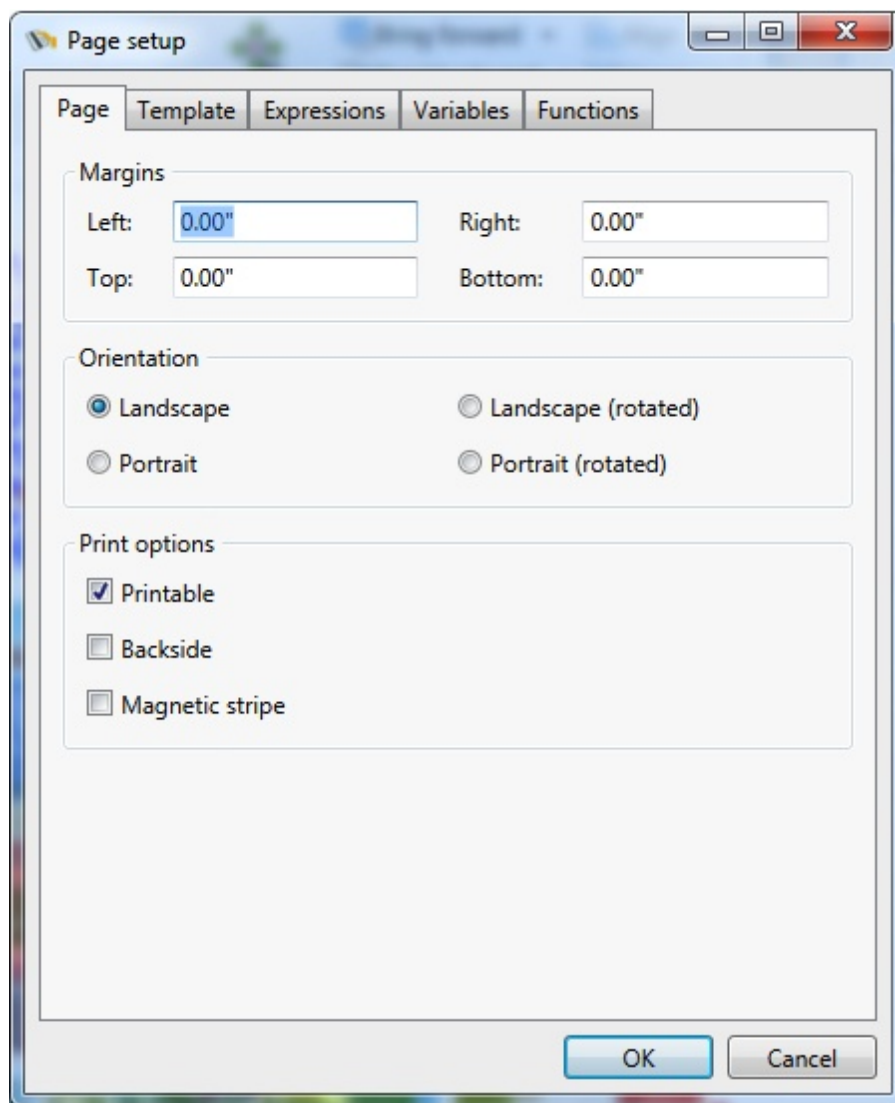 Page setup
Page Template Expressions Variables Functions
Margins
Left: 0.00" Right: 0.00"
Top: 0.00" Bottom: 0.00"
Orientation
Landscape Landscape (rotated)
Portrait Portrait (rotated)
Print options
Printable
Backside
Magnetic stripe
OK Cancel